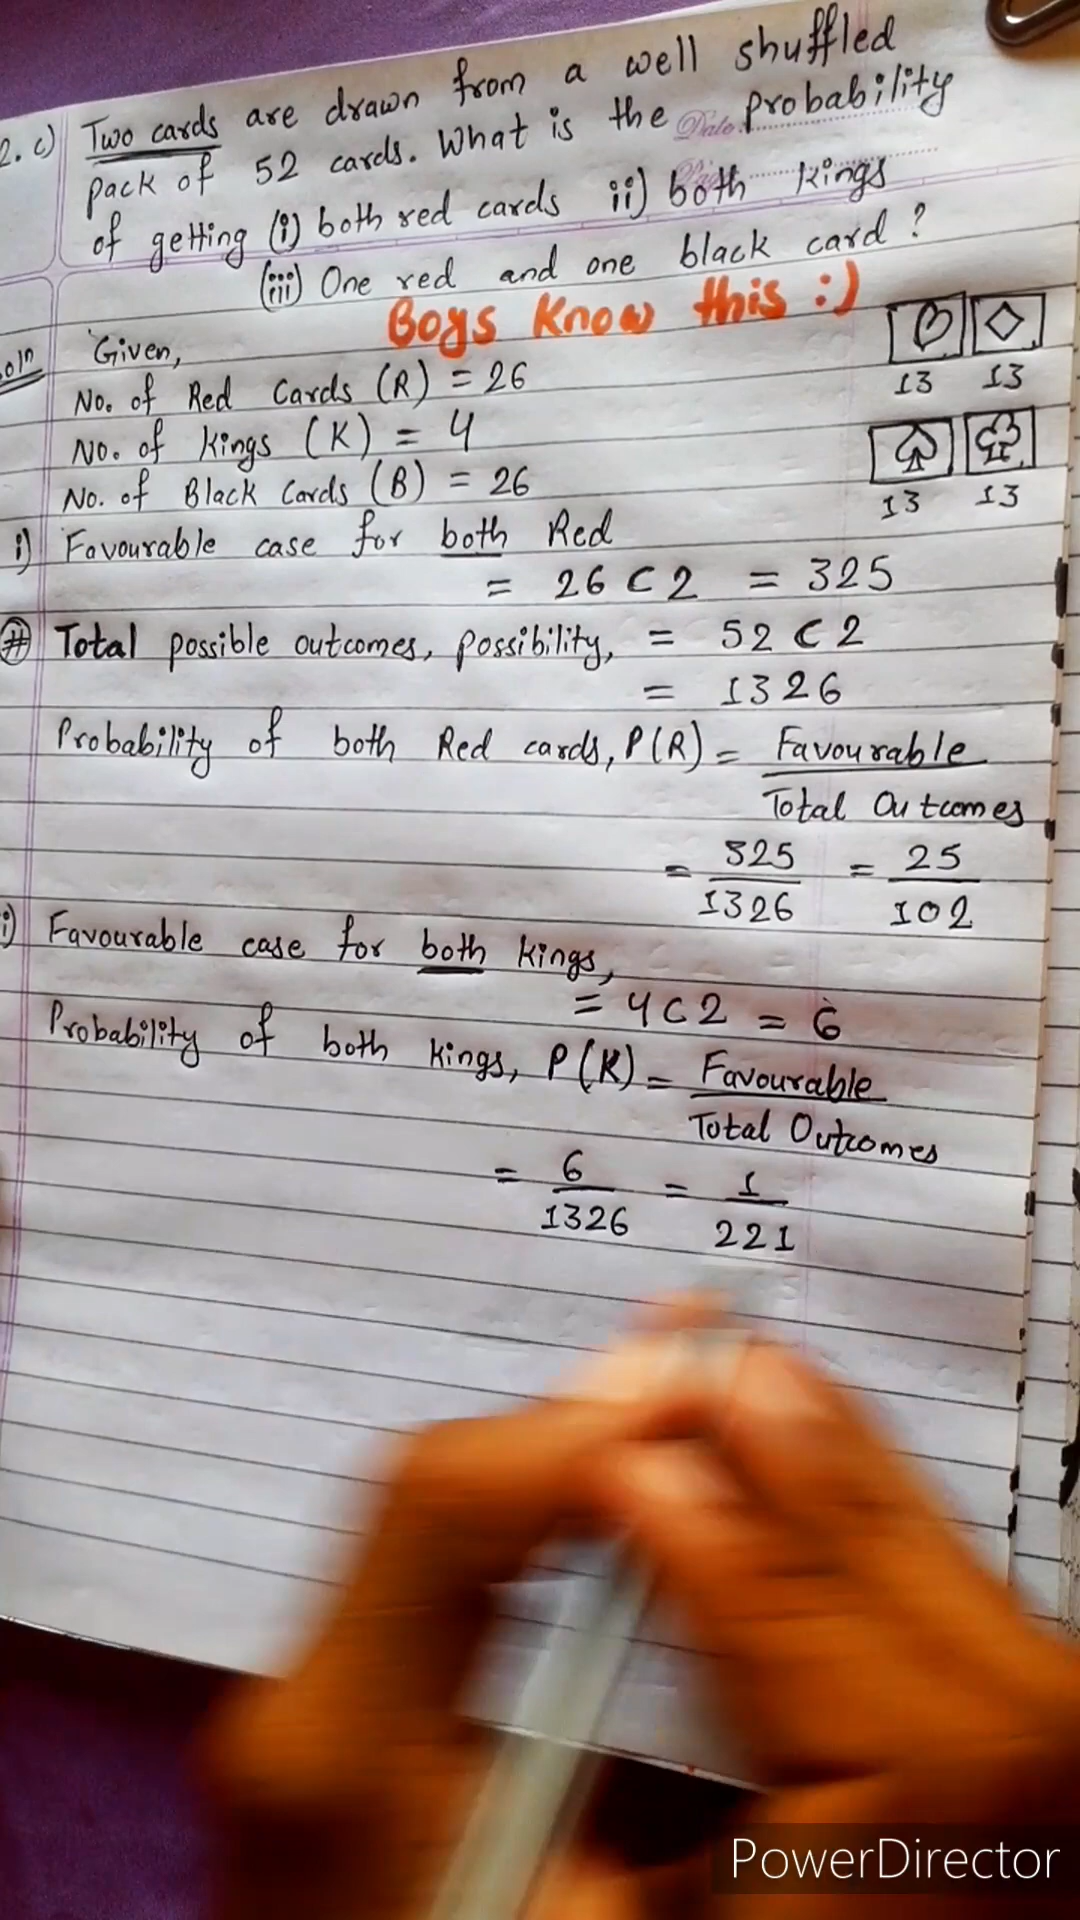 2. c) Two cards are drawn from a well shuffled
pack of 52 cards. What is the probability
of getting (i) both red cards ii) both kings
(iii) One red and one black card ?
Boys Know this :)
Soln Given,
No. of Red Cards (R) = 26
13 13
No. of Kings (K) = 4
No. of Black Cards (B) = 26
13 13
i) Favourable case for both Red
= 26 C 2 = 325
# Total possible outcomes, possibility, = 52 C 2
= 1326
Probability of both Red cards, P(R) = Favourable
Total Outcomes
= 325 / 1326 = 25 / 102
i) Favourable case for both kings,
= 4C2 = 6
Probability of both kings, P(K) = Favourable
Total Outcomes
= 6 / 1326 = 1 / 221
PowerDirector